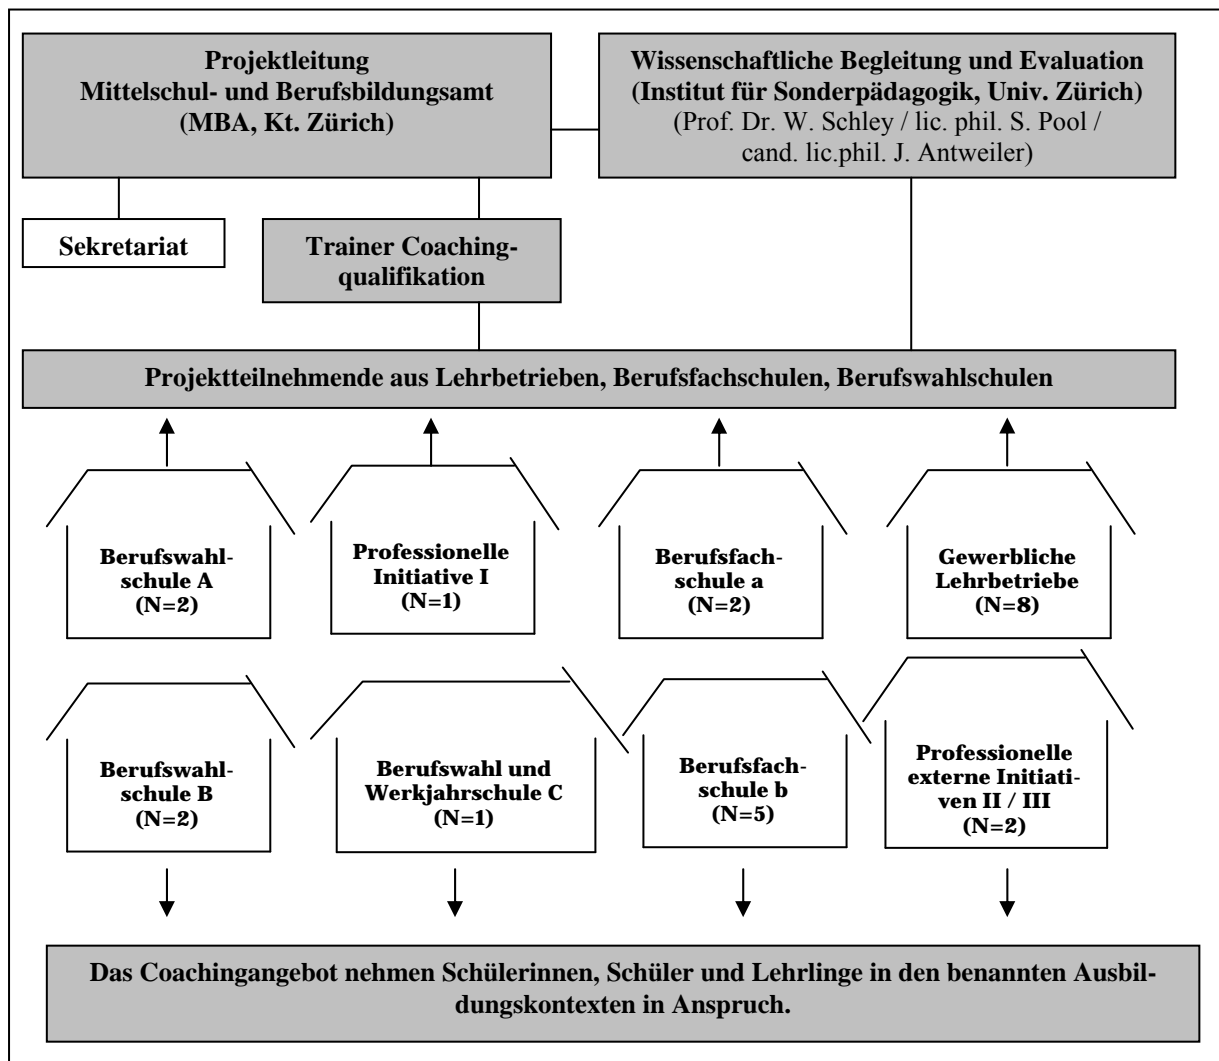 Projektleitung
Mittelschul- und Berufsbildungsamt
(MBA, Kt. Zürich)
Wissenschaftliche Begleitung und Evaluation
(Institut für Sonderpädagogik, Univ. Zürich)
(Prof. Dr. W. Schley / lic. phil. S. Pool /
cand. lic.phil. J. Antweiler)
Sekretariat
Trainer Coaching-
qualifikation
Projektteilnehmende aus Lehrbetrieben, Berufsfachschulen, Berufswahlschulen
Berufswahl-
schule A
(N=2)
Professionelle
Initiative I
(N=1)
Berufsfach-
schule a
(N=2)
Gewerbliche
Lehrbetriebe
(N=8)
Berufswahl-
schule B
(N=2)
Berufswahl und
Werkjahrschule C
(N=1)
Berufsfach-
schule b
(N=5)
Professionelle
externe Initiati-
ven II / III
(N=2)
Das Coachingangebot nehmen Schülerinnen, Schüler und Lehrlinge in den benannten Ausbil-
dungskontexten in Anspruch.